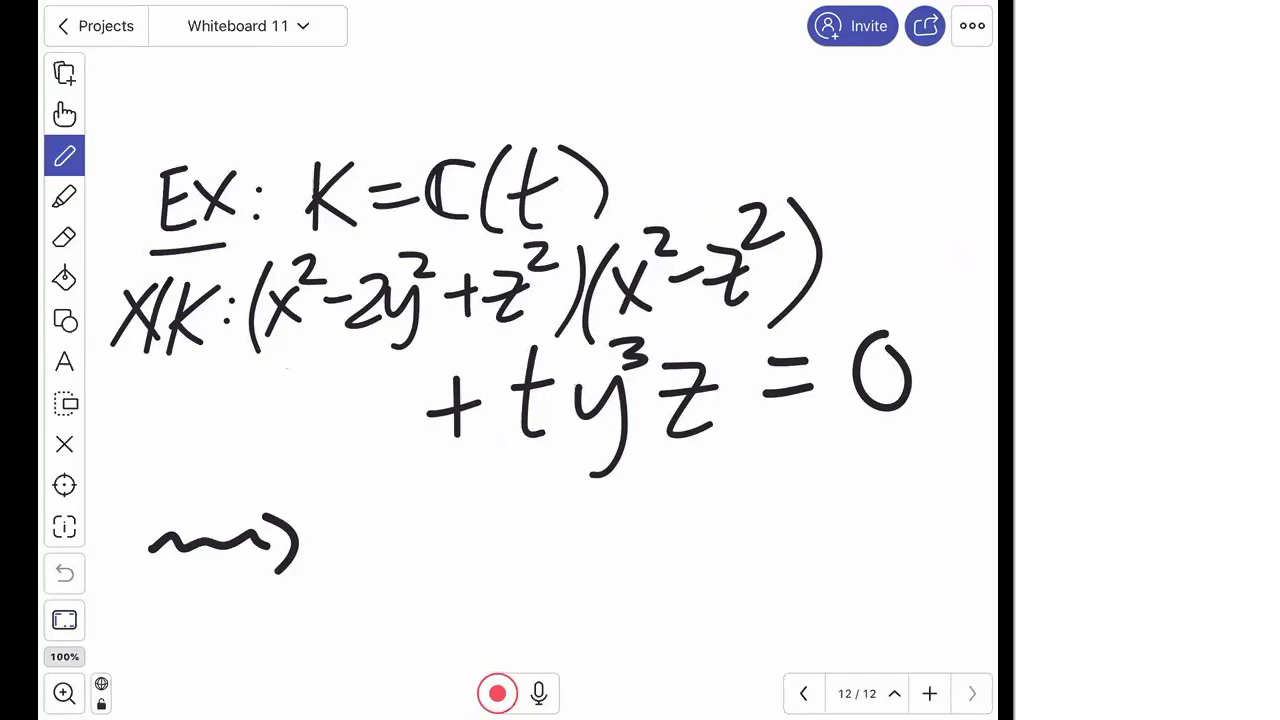 Projects
Whiteboard 11
Invite
EX: K = ℂ(t)
X/K: (x² - 2y² + z²)(x² - z²)
+ ty³z = 0
⇝
A
100%
12 / 12